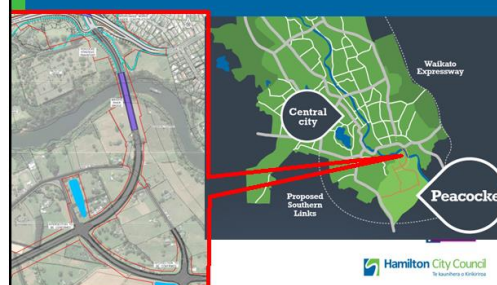 Waikato
Expressway
Central
city
Peacocke
Proposed
Southern
Links
Hamilton City Council
Te kaunihera o Kirikiriroa